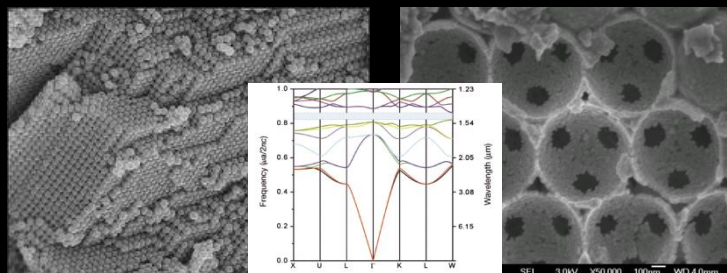 1.0
0.8
0.6
0.4
0.2
0.0
Frequency (ωa/2πc)
X U L Γ K L W
1.23
1.54
2.05
3.08
6.15
Wavelength (μm)
SEI 3.0kV X50,000 100nm WD 4.0mm